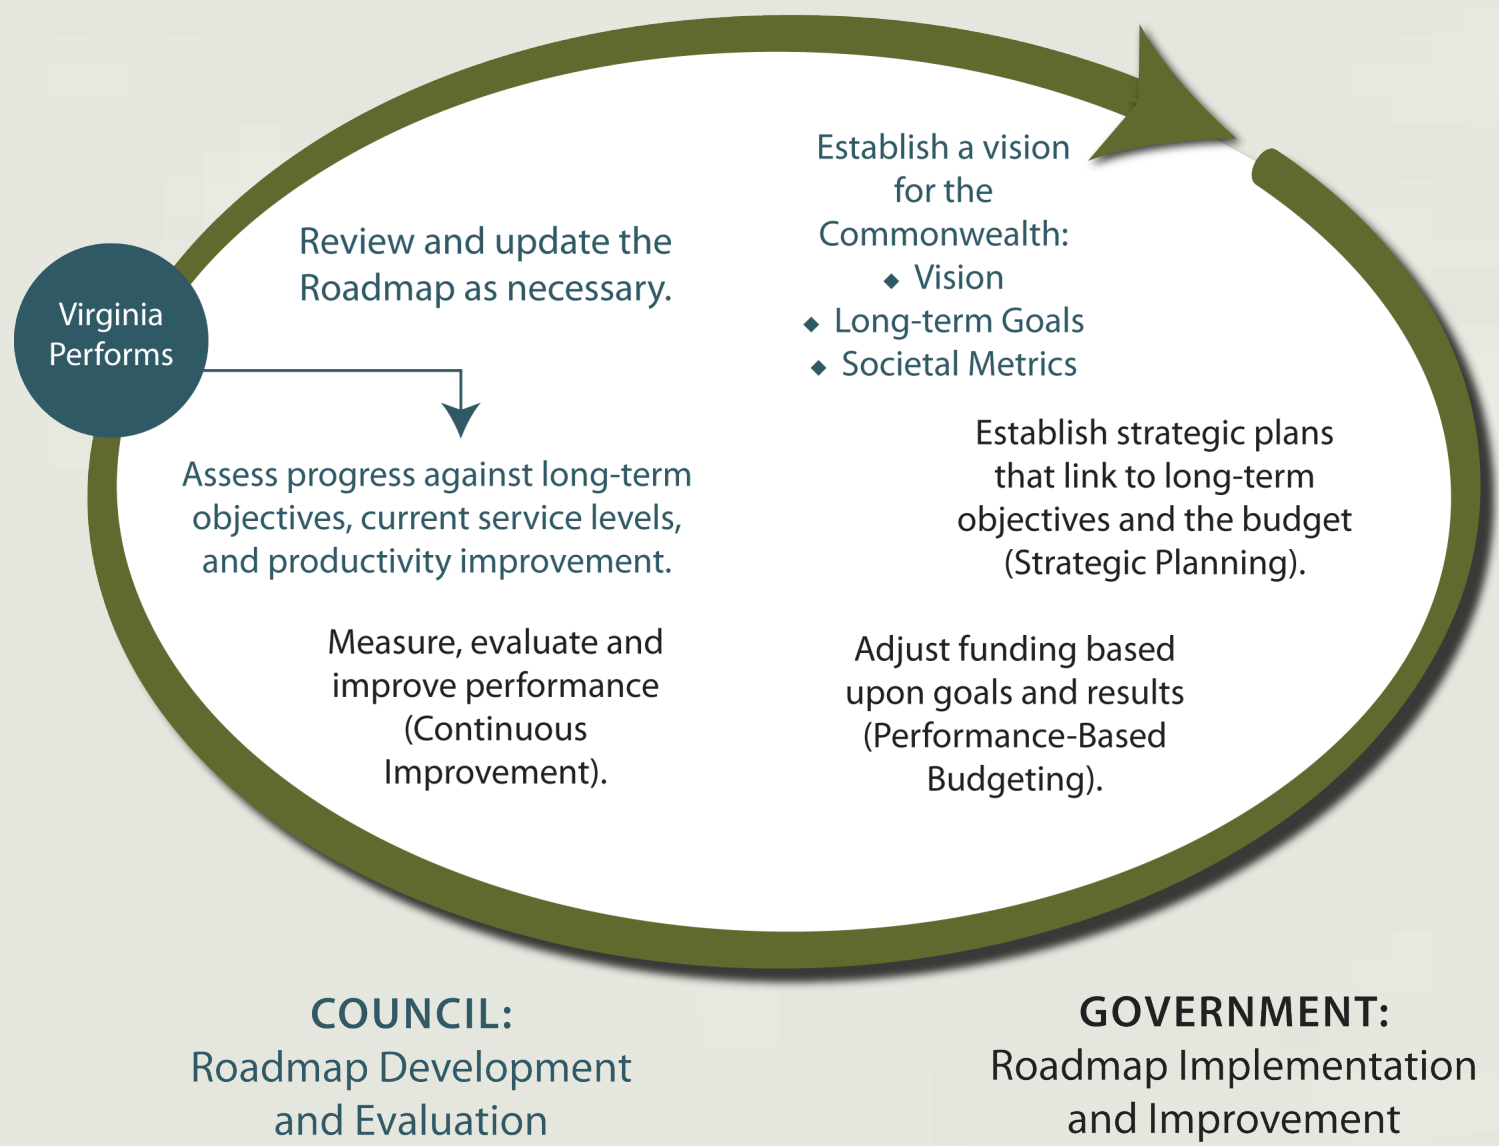 Establish a vision
for the
Commonwealth:
◆ Vision
◆ Long-term Goals
◆ Societal Metrics
Review and update the
Roadmap as necessary.
Virginia
Performs
Establish strategic plans
that link to long-term
objectives and the budget
(Strategic Planning).
Assess progress against long-term
objectives, current service levels,
and productivity improvement.
Measure, evaluate and
improve performance
(Continuous
Improvement).
Adjust funding based
upon goals and results
(Performance-Based
Budgeting).
COUNCIL:
Roadmap Development
and Evaluation
GOVERNMENT:
Roadmap Implementation
and Improvement